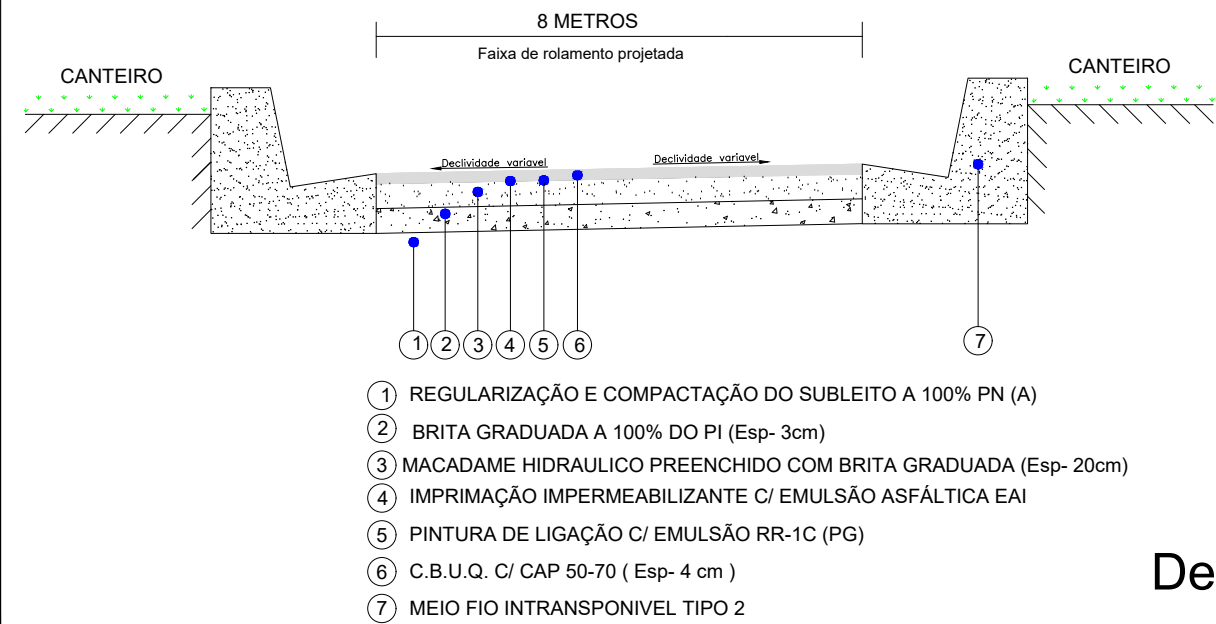 8 METROS
Faixa de rolamento projetada
CANTEIRO
CANTEIRO
Declividade variavel
Declividade variavel
1 2 3 4 5 6
7
1 REGULARIZAÇÃO E COMPACTAÇÃO DO SUBLEITO A 100% PN (A)
2 BRITA GRADUADA A 100% DO PI (Esp- 3cm)
3 MACADAME HIDRAULICO PREENCHIDO COM BRITA GRADUADA (Esp- 20cm)
4 IMPRIMAÇÃO IMPERMEABILIZANTE C/ EMULSÃO ASFÁLTICA EAI
5 PINTURA DE LIGAÇÃO C/ EMULSÃO RR-1C (PG)
6 C.B.U.Q. C/ CAP 50-70 ( Esp- 4 cm )
De
7 MEIO FIO INTRANSPONIVEL TIPO 2